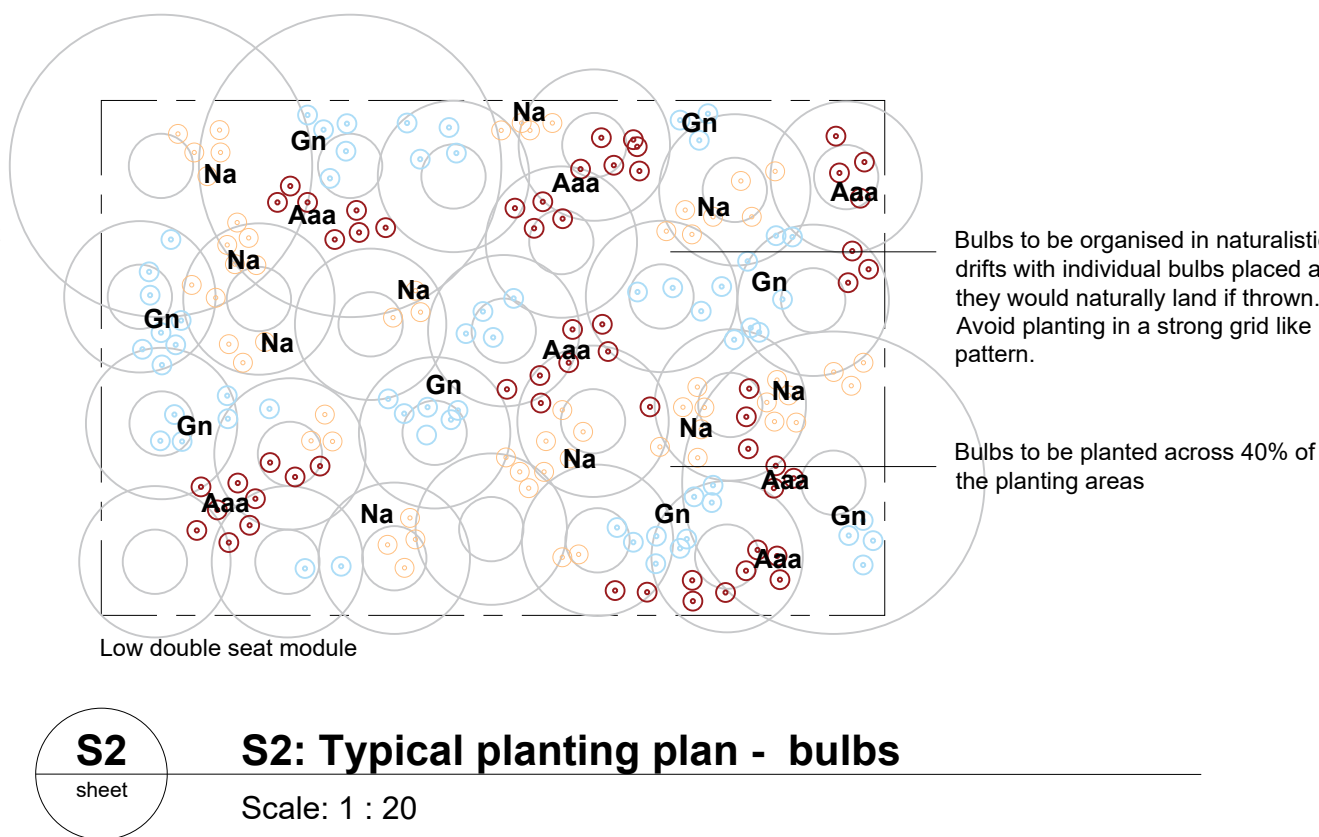 Na
Gn
Gn
Na
Aaa
Aaa
Aaa
Na
Na
Na
Gn
Gn
Na
Aaa
Gn
Na
Gn
Na
Na
Aaa
Aaa
Na
Gn
Gn
Aaa
Bulbs to be organised in naturalistic
drifts with individual bulbs placed a
they would naturally land if thrown.
Avoid planting in a strong grid like
pattern.
Bulbs to be planted across 40% of
the planting areas
Low double seat module
S2
sheet
S2: Typical planting plan - bulbs
Scale: 1 : 20